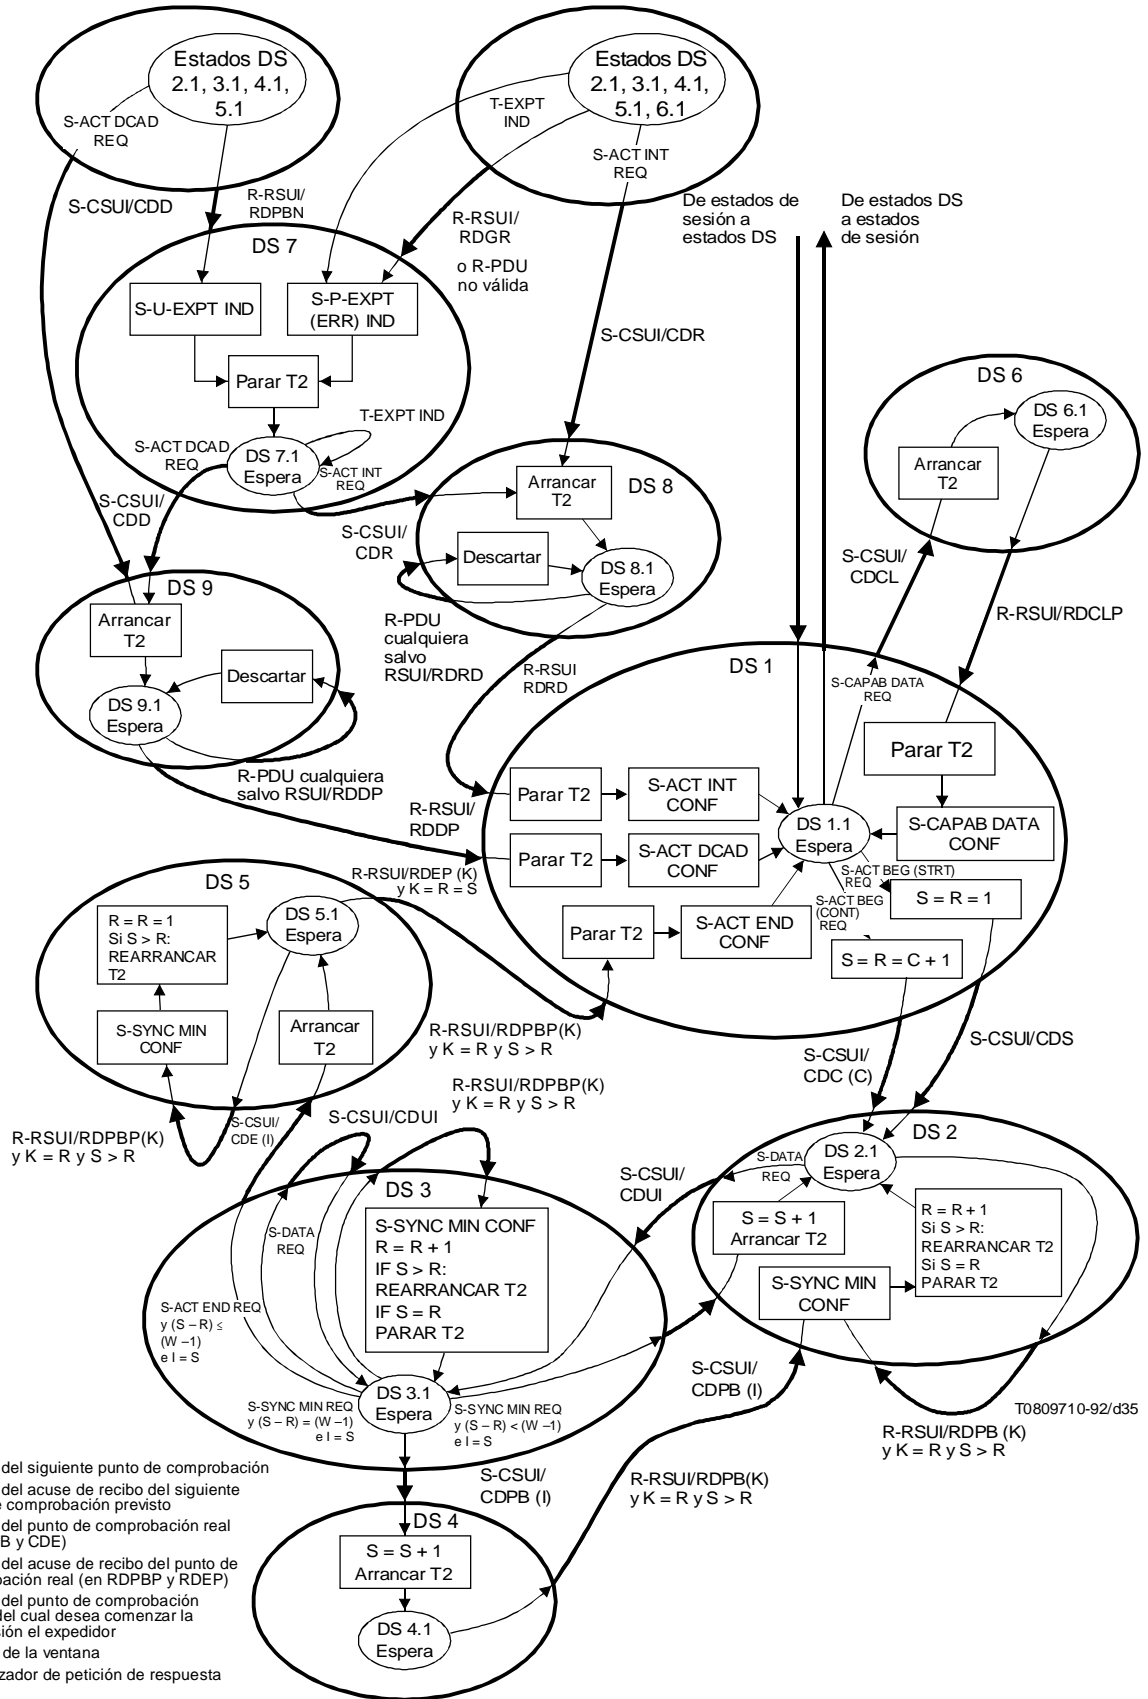 Estados DS
2.1, 3.1, 4.1,
5.1
Estados DS
2.1, 3.1, 4.1,
5.1, 6.1
S-ACT DCAD
REQ
T-EXPT
IND
S-ACT INT
REQ
S-CSUI/CDD
R-RSUI/
RDPBN
R-RSUI/
RDGR
o R-PDU
no válida
De estados de
sesión a
estados DS
De estados DS
a estados
de sesión
DS 7
S-U-EXPT IND
S-P-EXPT
(ERR) IND
Parar T2
T-EXPT IND
S-ACT DCAD
REQ
DS 7.1
Espera
S-ACT INT
REQ
S-CSUI/CDR
DS 6
DS 6.1
Espera
Arrancar
T2
S-CSUI/
CDD
S-CSUI/
CDR
Arrancar
T2
DS 8
Descartar
DS 8.1
Espera
S-CSUI/
CDCL
R-RSUI/RDCLP
DS 9
Arrancar
T2
Descartar
DS 9.1
Espera
R-PDU
cualquiera
salvo
RSUI/RDRD
R-RSUI
RDRD
R-PDU cualquiera
salvo RSUI/RDDP
R-RSUI/
RDDP
DS 1
S-CAPAB DATA
REQ
Parar T2
Parar T2
S-ACT INT
CONF
DS 1.1
Espera
S-CAPAB DATA
CONF
Parar T2
S-ACT DCAD
CONF
S-ACT BEG (STRT)
REQ
S-ACT BEG
(CONT)
REQ
S = R = 1
Parar T2
S-ACT END
CONF
S = R = C + 1
R-RSUI/RDEP (K)
y K = R = S
DS 5
R = R = 1
Si S > R:
REARRANCAR
T2
DS 5.1
Espera
S-SYNC MIN
CONF
Arrancar
T2
R-RSUI/RDPBP(K)
y K = R y S > R
S-CSUI/
CDC (C)
S-CSUI/CDS
R-RSUI/RDPBP(K)
y K = R y S > R
S-CSUI/CDUI
S-CSUI/
CDE (I)
R-RSUI/RDPBP(K)
y K = R y S > R
DS 2
DS 2.1
Espera
S-DATA
REQ
S-CSUI/
CDUI
S = S + 1
Arrancar T2
R = R + 1
Si S > R:
REARRANCAR T2
Si S = R
PARAR T2
S-SYNC MIN
CONF
DS 3
S-DATA
REQ
S-SYNC MIN CONF
R = R + 1
IF S > R:
REARRANCAR T2
IF S = R
PARAR T2
S-ACT END REQ
y (S – R) ≤
(W –1)
e I = S
DS 3.1
Espera
S-SYNC MIN REQ
y (S – R) = (W –1)
e I = S
S-SYNC MIN REQ
y (S – R) < (W –1)
e I = S
S-CSUI/
CDPB (I)
T0809710-92/d35
R-RSUI/RDPB (K)
y K = R y S > R
S-CSUI/
CDPB (I)
R-RSUI/RDPB(K)
y K = R y S > R
DS 4
S = S + 1
Arrancar T2
DS 4.1
Espera
del siguiente punto de comprobación
del acuse de recibo del siguiente
comprobación previsto
del punto de comprobación real
B y CDE)
del acuse de recibo del punto de
bación real (en RDPBP y RDEP)
del punto de comprobación
del cual desea comenzar la
sión el expedidor
de la ventana
zador de petición de respuesta